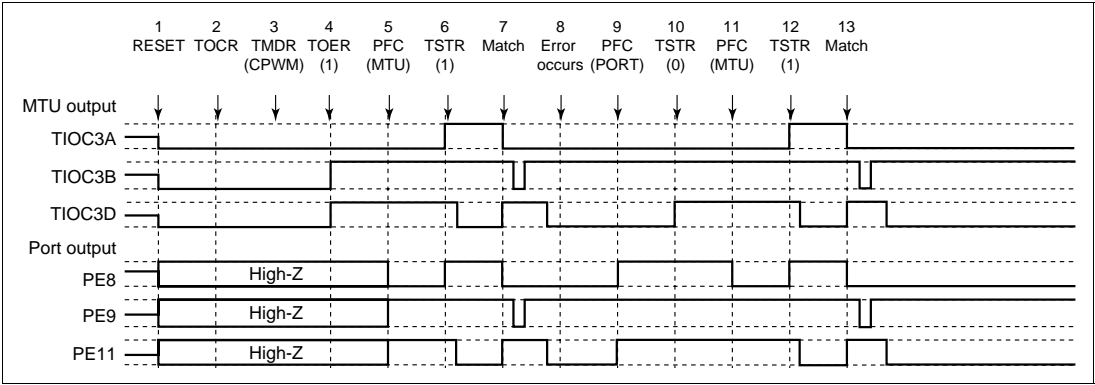 1 2 3 4 5 6 7 8 9 10 11 12 13
RESET TOCR TMDR TOER PFC TSTR Match Error PFC TSTR PFC TSTR Match
(CPWM) (1) (MTU) (1) occurs (PORT) (0) (MTU) (1)
MTU output
TIOC3A
TIOC3B
TIOC3D
Port output
PE8 High-Z
PE9 High-Z
PE11 High-Z